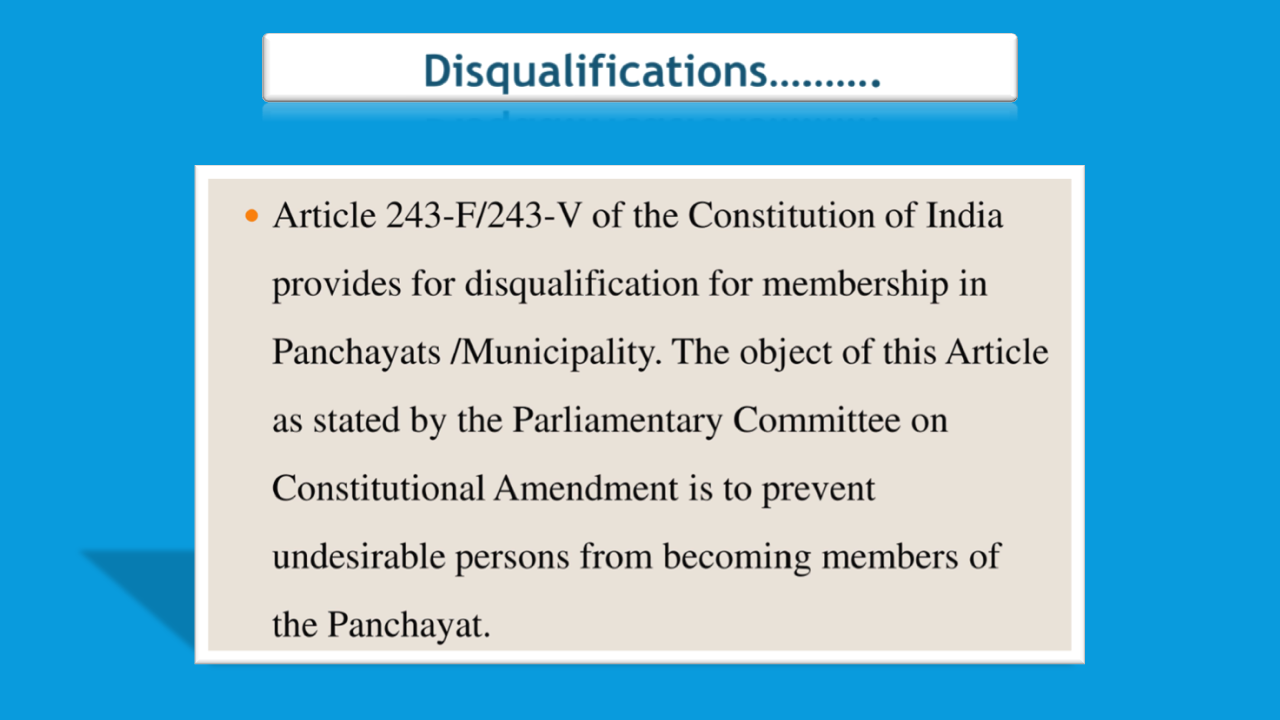 Disqualifications..........
• Article 243-F/243-V of the Constitution of India
provides for disqualification for membership in
Panchayats /Municipality. The object of this Article
as stated by the Parliamentary Committee on
Constitutional Amendment is to prevent
undesirable persons from becoming members of
the Panchayat.